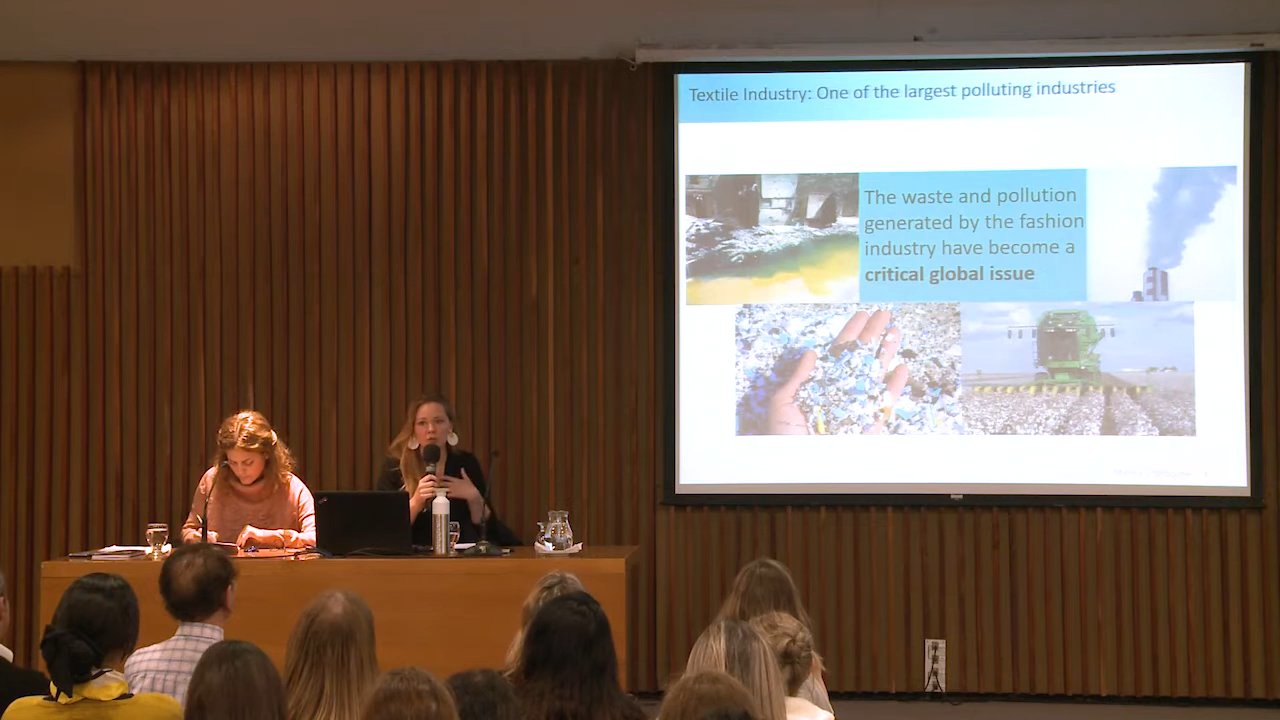 Textile Industry: One of the largest polluting industries
The waste and pollution
generated by the fashion
industry have become a
critical global issue